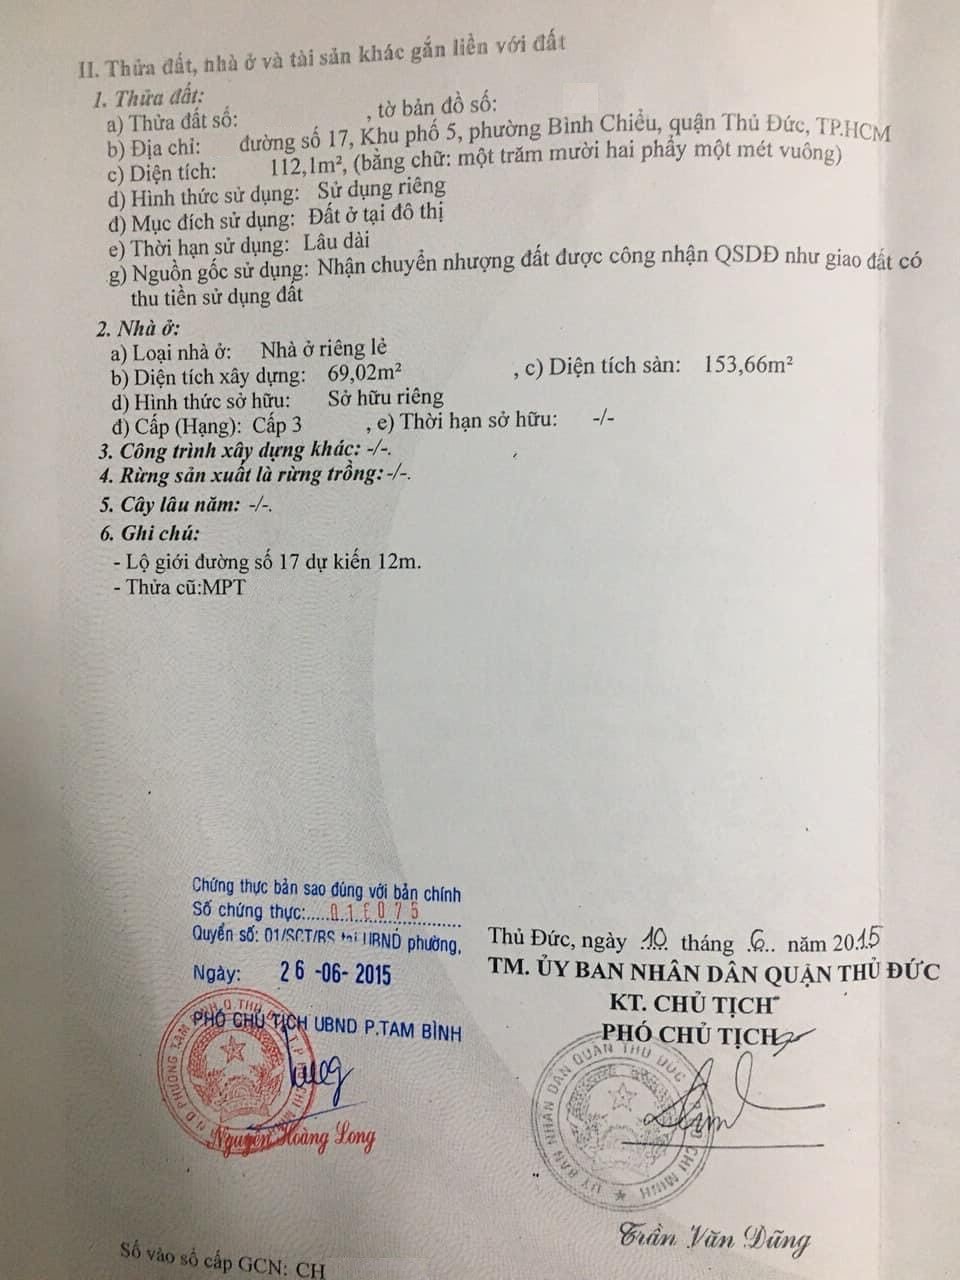 II. Thửa đất, nhà ở và tài sản khác gắn liền với đất
1. Thửa đất:
a) Thửa đất số: , tờ bản đồ số:
b) Địa chỉ: đường số 17, Khu phố 5, phường Bình Chiểu, quận Thủ Đức, TP.HCM
c) Diện tích: 112,1m², (bằng chữ: một trăm mười hai phẩy một mét vuông)
d) Hình thức sử dụng: Sử dụng riêng
đ) Mục đích sử dụng: Đất ở tại đô thị
e) Thời hạn sử dụng: Lâu dài
g) Nguồn gốc sử dụng: Nhận chuyển nhượng đất được công nhận QSDĐ như giao đất có
thu tiền sử dụng đất
2. Nhà ở:
a) Loại nhà ở: Nhà ở riêng lẻ
b) Diện tích xây dựng: 69,02m² , c) Diện tích sàn: 153,66m²
d) Hình thức sở hữu: Sở hữu riêng
đ) Cấp (Hạng): Cấp 3 , e) Thời hạn sở hữu: -/-
3. Công trình xây dựng khác: -/-.
4. Rừng sản xuất là rừng trồng: -/-.
5. Cây lâu năm: -/-.
6. Ghi chú:
- Lộ giới đường số 17 dự kiến 12m.
- Thửa cũ:MPT
Chứng thực bản sao đúng với bản chính
Số chứng thực:
Quyển số: 01/SCT/BS tại UBND phường,
Ngày: 26 -06- 2015
PHÓ CHỦ TỊCH UBND P.TAM BÌNH
Nguyễn Hoàng Long
Thủ Đức, ngày 10 tháng 6 năm 2015
TM. ỦY BAN NHÂN DÂN QUẬN THỦ ĐỨC
KT. CHỦ TỊCH
PHÓ CHỦ TỊCH
ỦY BAN NHÂN DÂN QUẬN THỦ ĐỨC
Trần Văn Dũng
Số vào sổ cấp GCN: CH